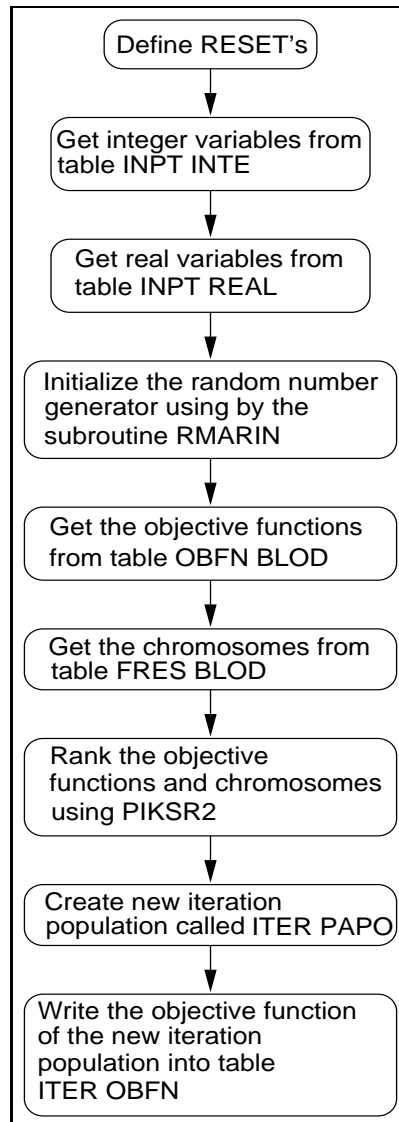 Define RESET's
Get integer variables from
table INPT INTE
Get real variables from
table INPT REAL
Initialize the random number
generator using by the
subroutine RMARIN
Get the objective functions
from table OBFN BLOD
Get the chromosomes from
table FRES BLOD
Rank the objective
functions and chromosomes
using PIKSR2
Create new iteration
population called ITER PAPO
Write the objective function
of the new iteration
population into table
ITER OBFN